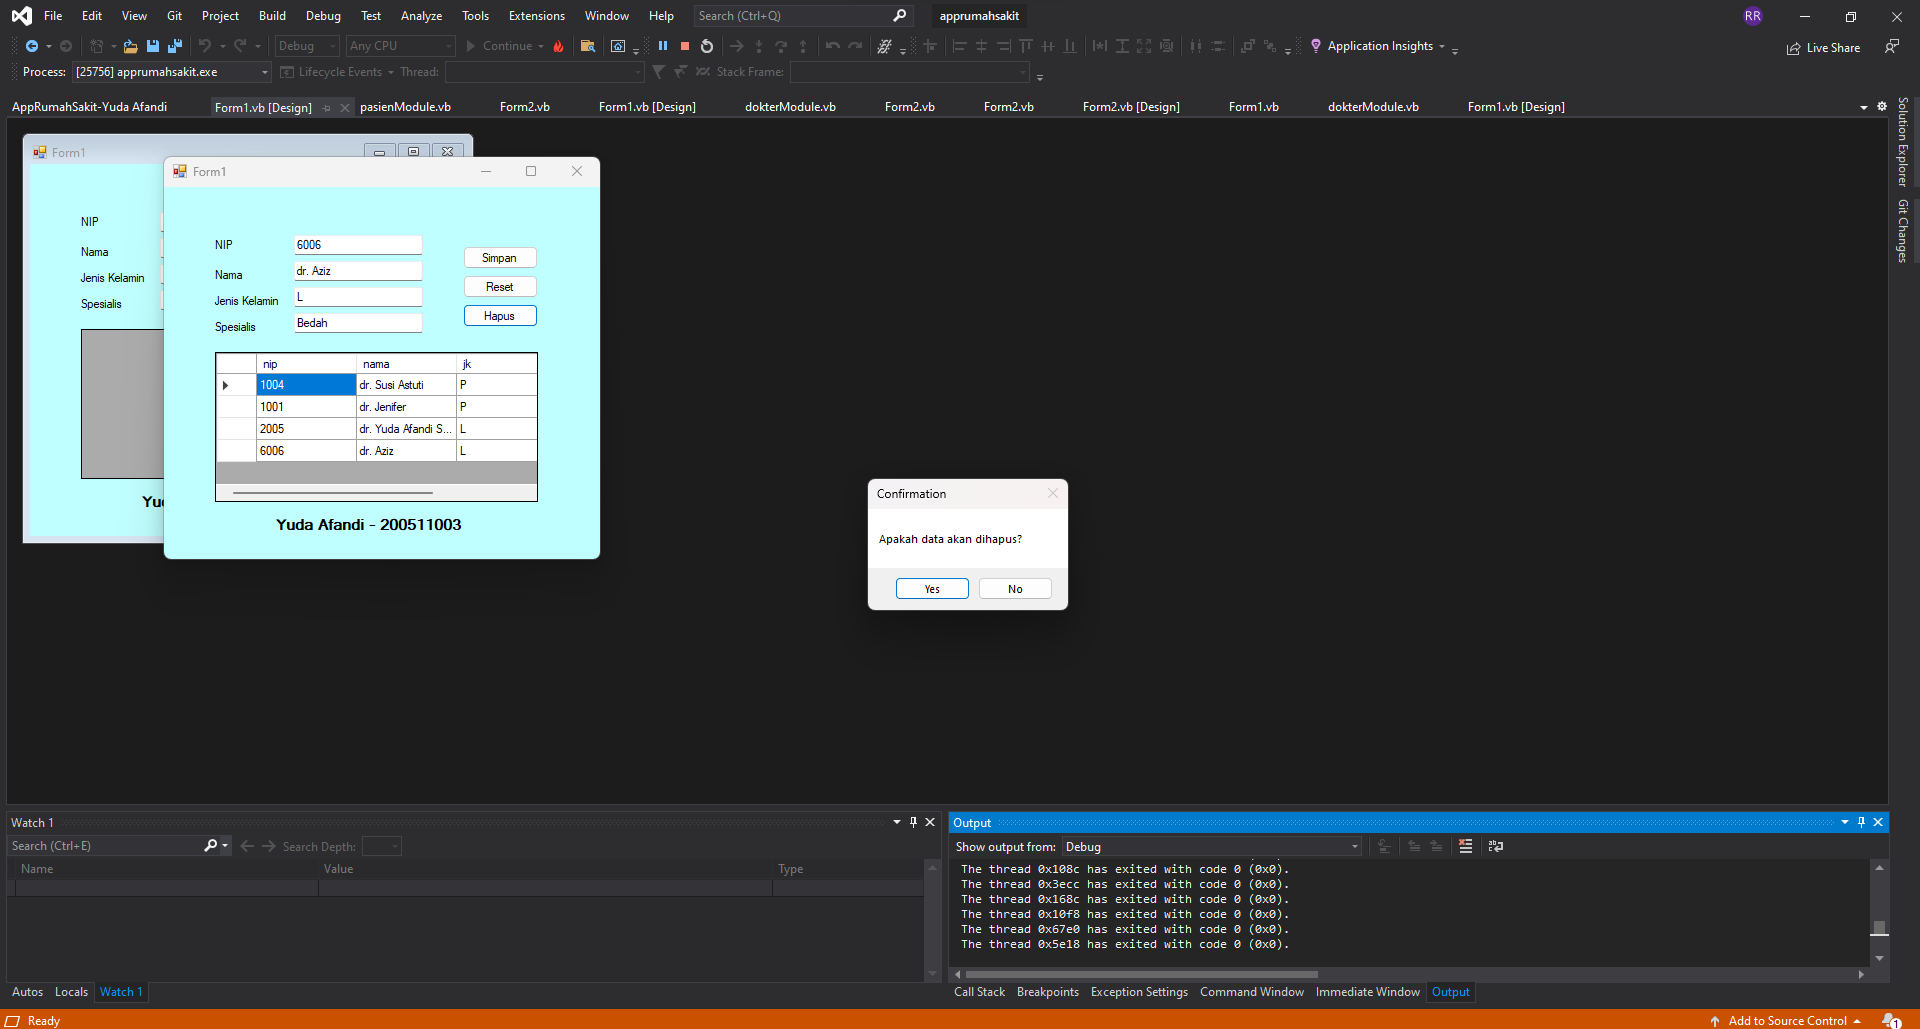 File Edit View Git Project Build Debug Test Analyze Tools Extensions Window Help Search (Ctrl+Q) apprumahsakit RR
Debug Any CPU Continue Application Insights Live Share
Process: [25756] apprumahsakit.exe Lifecycle Events Thread: Stack Frame:
AppRumahSakit-Yuda Afandi Form1.vb [Design] pasienModule.vb Form2.vb Form1.vb [Design] dokterModule.vb Form2.vb Form2.vb Form2.vb [Design] Form1.vb dokterModule.vb Form1.vb [Design]
Solution Explorer
Git Changes
Form1
NIP
Nama
Jenis Kelamin
Spesialis
Form1
NIP 6006
Simpan
Nama dr. Aziz
Reset
Jenis Kelamin L
Hapus
Spesialis Bedah
nip nama jk
1004 dr. Susi Astuti P
1001 dr. Jenifer P
2005 dr. Yuda Afandi S... L
6006 dr. Aziz L
Yuda Afandi - 200511003
Confirmation
Apakah data akan dihapus?
Yes No
Watch 1
Search (Ctrl+E) Search Depth:
Name Value Type
Autos Locals Watch 1
Output
Show output from: Debug
The thread 0x108c has exited with code 0 (0x0).
The thread 0x3ecc has exited with code 0 (0x0).
The thread 0x168c has exited with code 0 (0x0).
The thread 0x10f8 has exited with code 0 (0x0).
The thread 0x67e0 has exited with code 0 (0x0).
The thread 0x5e18 has exited with code 0 (0x0).
Call Stack Breakpoints Exception Settings Command Window Immediate Window Output
Ready Add to Source Control 1